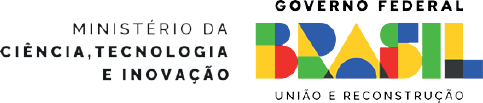 MINISTÉRIO DA
CIÊNCIA, TECNOLOGIA
E INOVAÇÃO
GOVERNO FEDERAL
BRASIL
UNIÃO E RECONSTRUÇÃO